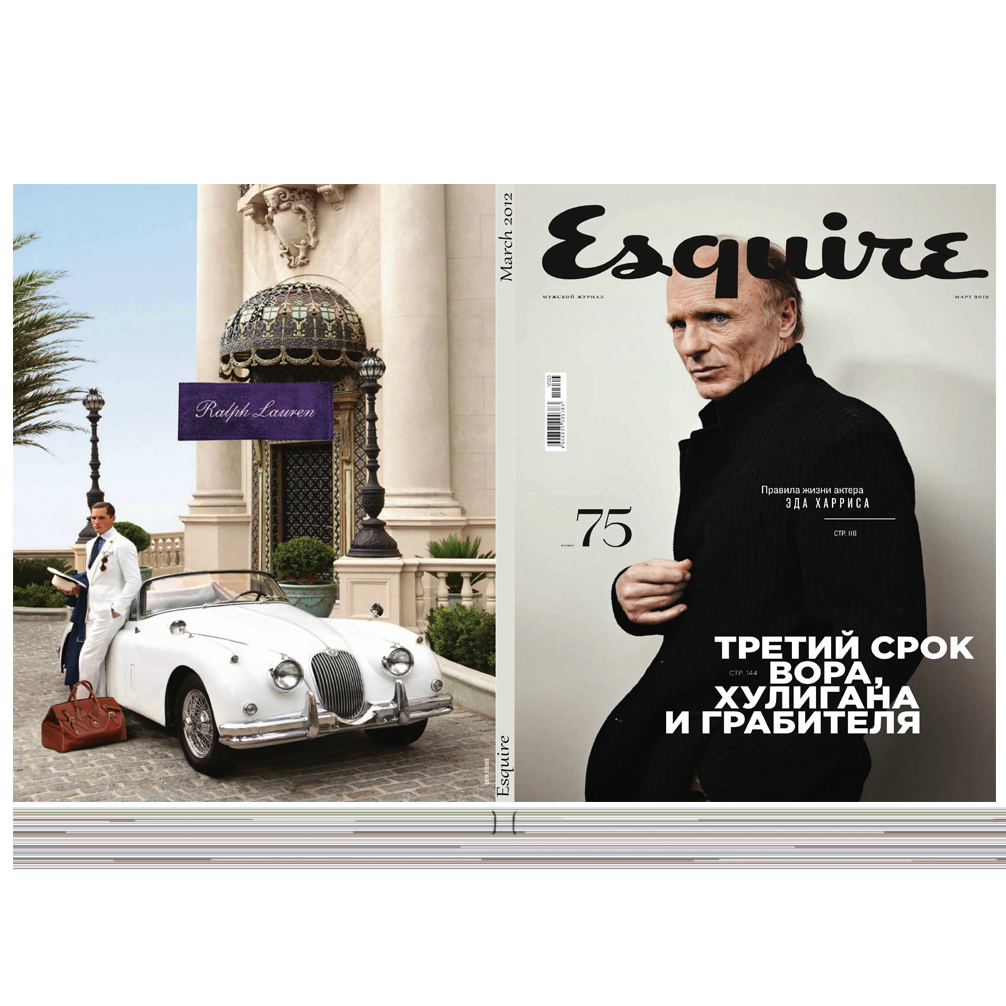 Ralph Lauren
March 2012
Esquire
Esquire
МУЖСКОЙ ЖУРНАЛ
МАРТ 2012
75
Правила жизни актера
ЭДА ХАРРИСА
СТР. 118
ТРЕТИЙ СРОК
СТР. 144
ВОРА,
ХУЛИГАНА
И ГРАБИТЕЛЯ